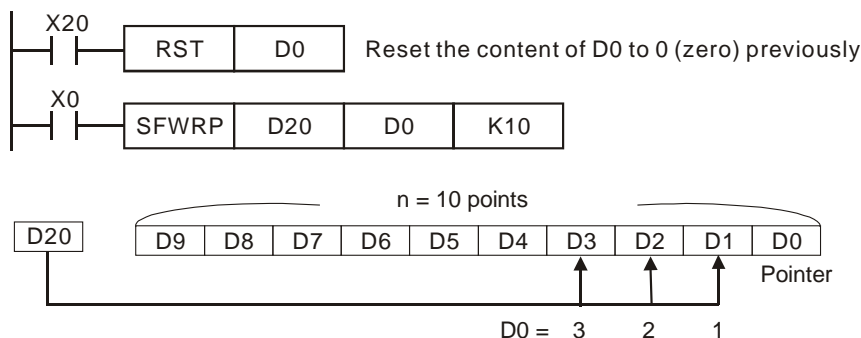 X20
RST D0 Reset the content of D0 to 0 (zero) previously
X0
SFWRP D20 D0 K10
n = 10 points
D20 D9 D8 D7 D6 D5 D4 D3 D2 D1 D0
Pointer
D0 = 3 2 1